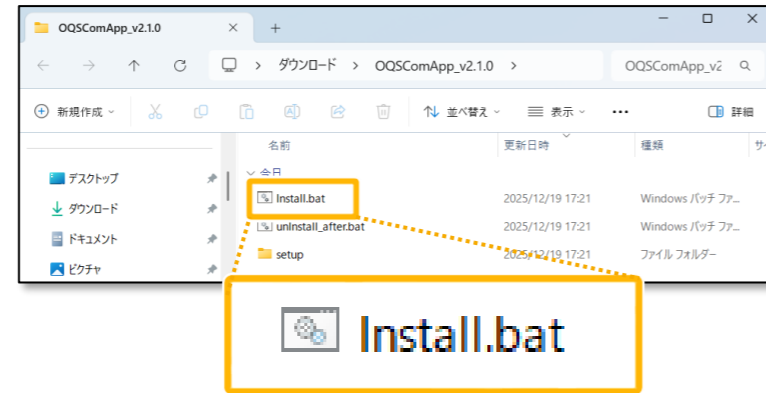 OQSComApp_v2.1.0
ダウンロード > OQSComApp_v2.1.0 >
OQSComApp_v2
新規作成
並べ替え
表示
詳細
名前
更新日時
種類
デスクトップ
今日
Install.bat 2025/12/19 17:21 Windows バッチ ファ...
ダウンロード
uninstall_after.bat 2025/12/19 17:21 Windows バッチ ファ...
ドキュメント
setup 2025/12/19 17:21 ファイル フォルダー
ピクチャ
Install.bat